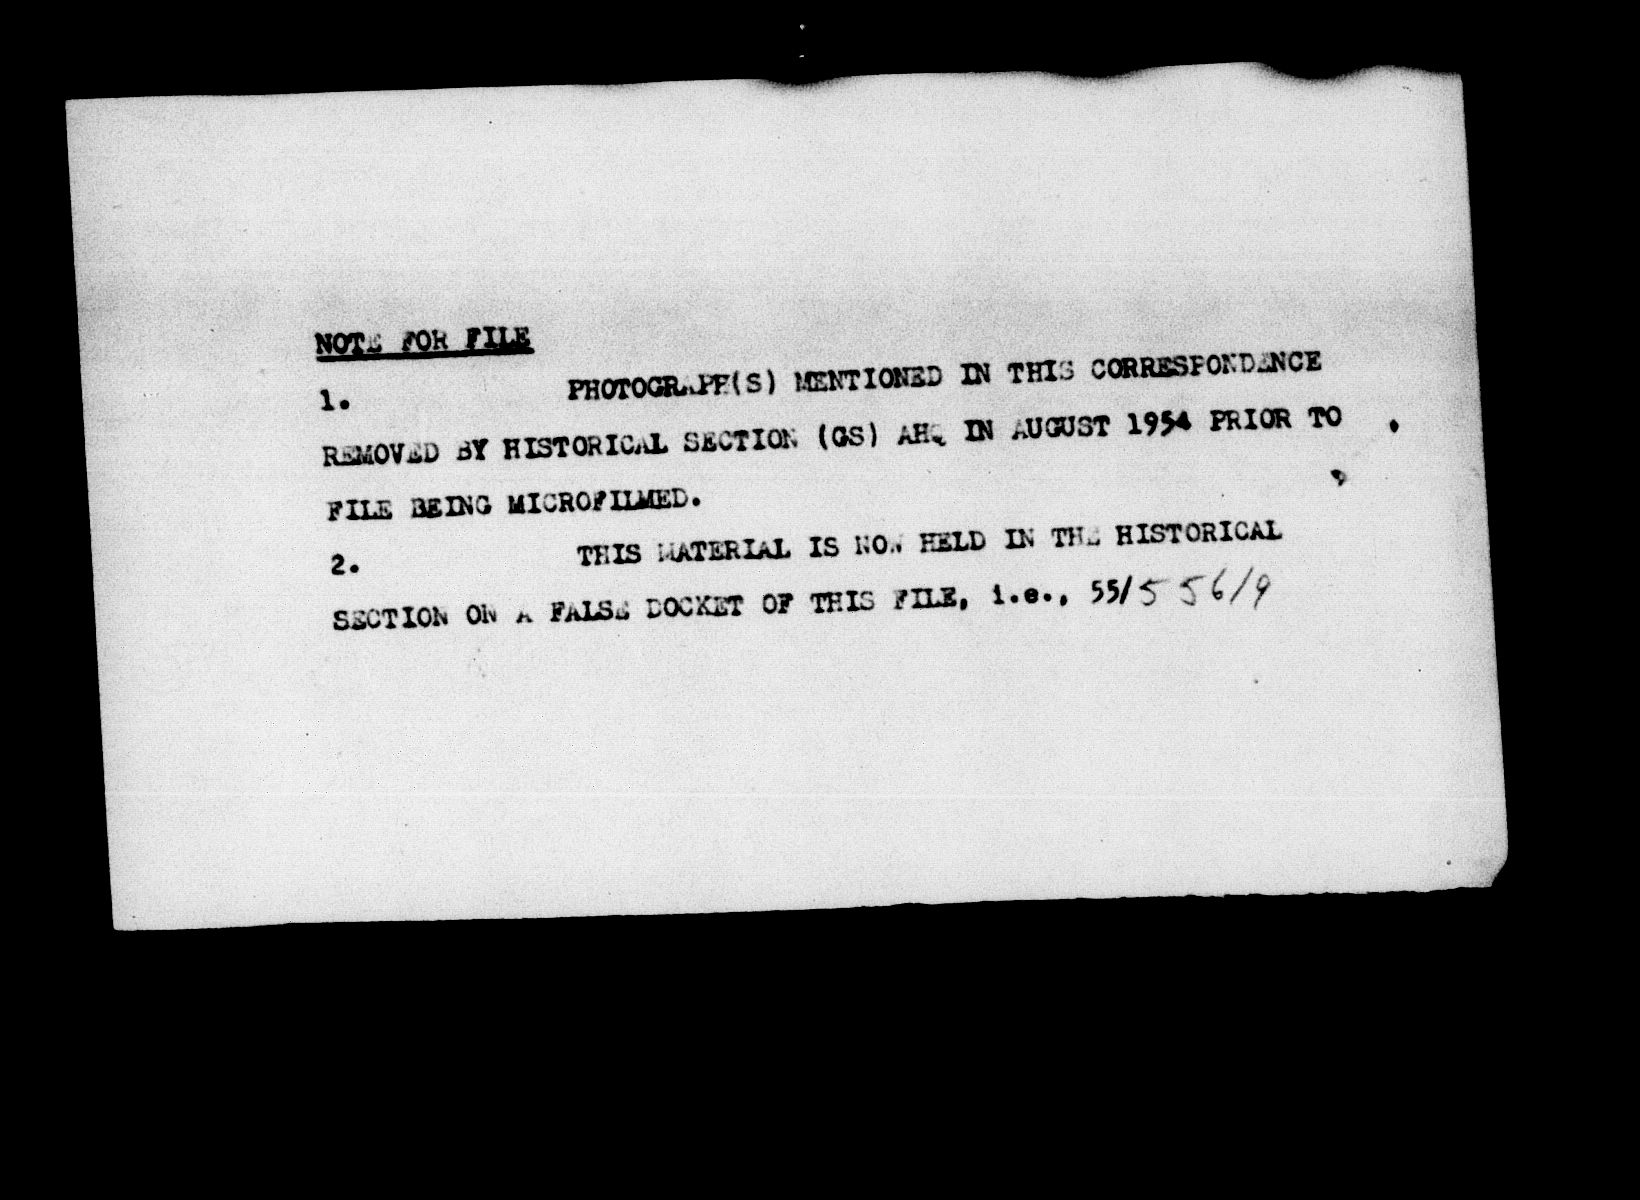 NOTE FOR FILE
1. PHOTOGRAPH(S) MENTIONED IN THIS CORRESPONDENCE
REMOVED BY HISTORICAL SECTION (GS) AHQ IN AUGUST 1954 PRIOR TO
FILE BEING MICROFILMED.
2. THIS MATERIAL IS NOW HELD IN THE HISTORICAL
SECTION ON A FALSE DOCKET OF THIS FILE, i.e., 55/556/9